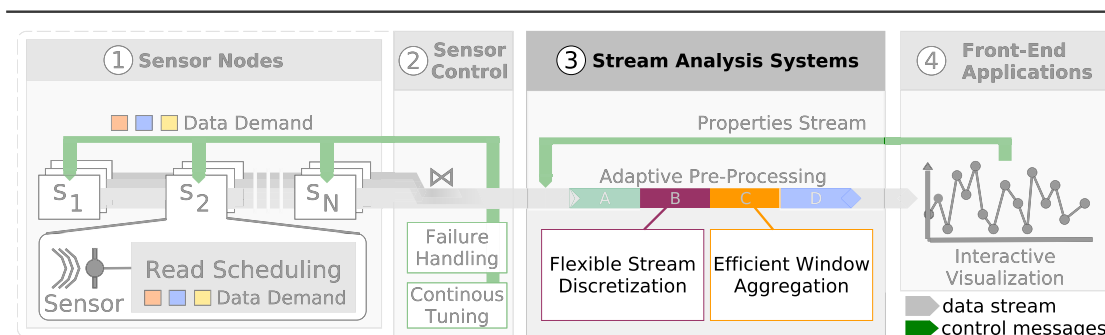 1 Sensor Nodes
2 Sensor
Control
3 Stream Analysis Systems
4 Front-End
Applications
Data Demand
Properties Stream
S1
S2
SN
⋈
Adaptive Pre-Processing
A B C D
Failure
Handling
Continous
Tuning
Sensor
Read Scheduling
Data Demand
Flexible Stream
Discretization
Efficient Window
Aggregation
Interactive
Visualization
data stream
control messages